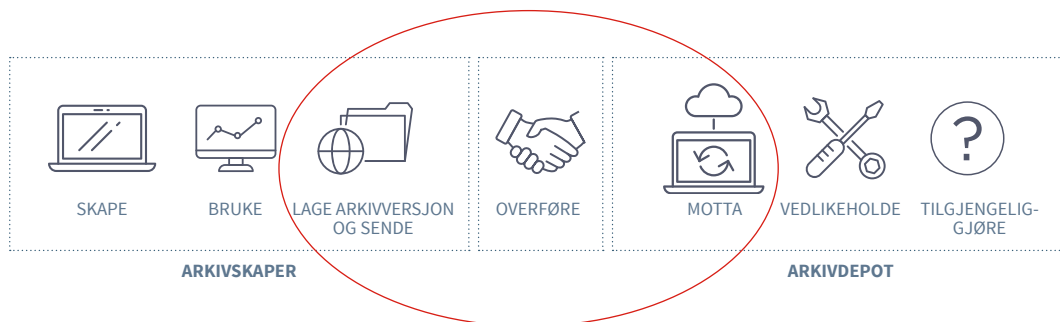 ?
SKAPE
BRUKE
LAGE ARKIVVERSJON
OG SENDE
OVERFØRE
MOTTA
VEDLIKEHOLDE
TILGJENGELIG-
GJØRE
ARKIVSKAPER
ARKIVDEPOT